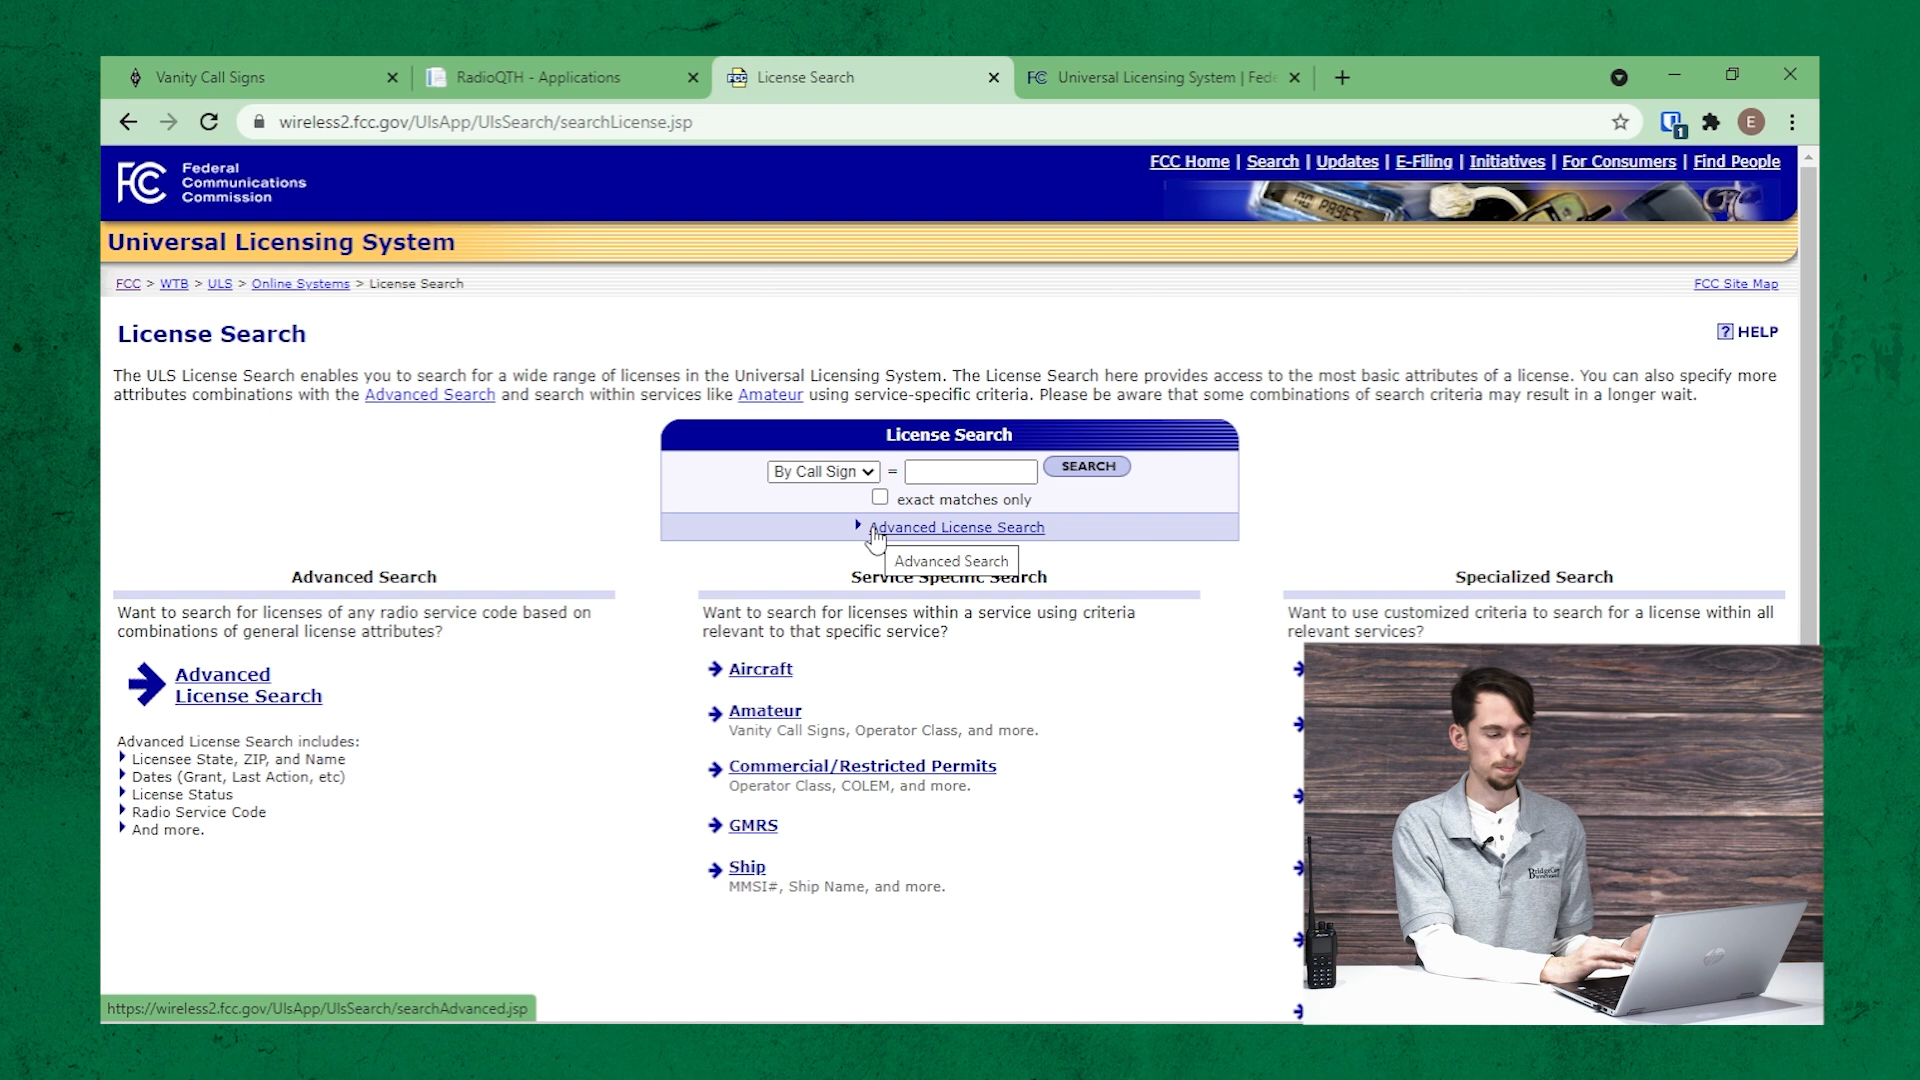 Vanity Call Signs
RadioQTH - Applications
License Search
FCC
Universal Licensing System | Fede
wireless2.fcc.gov/UlsApp/UlsSearch/searchLicense.jsp
1
E
FCC Federal
Communications
Commission
FCC Home | Search | Updates | E-Filing | Initiatives | For Consumers | Find People
NO PAGES
Universal Licensing System
FCC > WTB > ULS > Online Systems > License Search
FCC Site Map
License Search
? HELP
The ULS License Search enables you to search for a wide range of licenses in the Universal Licensing System. The License Search here provides access to the most basic attributes of a license. You can also specify more
attributes combinations with the Advanced Search and search within services like Amateur using service-specific criteria. Please be aware that some combinations of search criteria may result in a longer wait.
License Search
By Call Sign = SEARCH
exact matches only
Advanced License Search
Advanced Search
Advanced Search
Want to search for licenses of any radio service code based on
combinations of general license attributes?
Advanced
License Search
Advanced License Search includes:
Licensee State, ZIP, and Name
Dates (Grant, Last Action, etc)
License Status
Radio Service Code
And more.
Service Specific Search
Want to search for licenses within a service using criteria
relevant to that specific service?
Aircraft
Amateur
Vanity Call Signs, Operator Class, and more.
Commercial/Restricted Permits
Operator Class, COLEM, and more.
GMRS
Ship
MMSI#, Ship Name, and more.
Specialized Search
Want to use customized criteria to search for a license within all
relevant services?
hp
https://wireless2.fcc.gov/UlsApp/UlsSearch/searchAdvanced.jsp